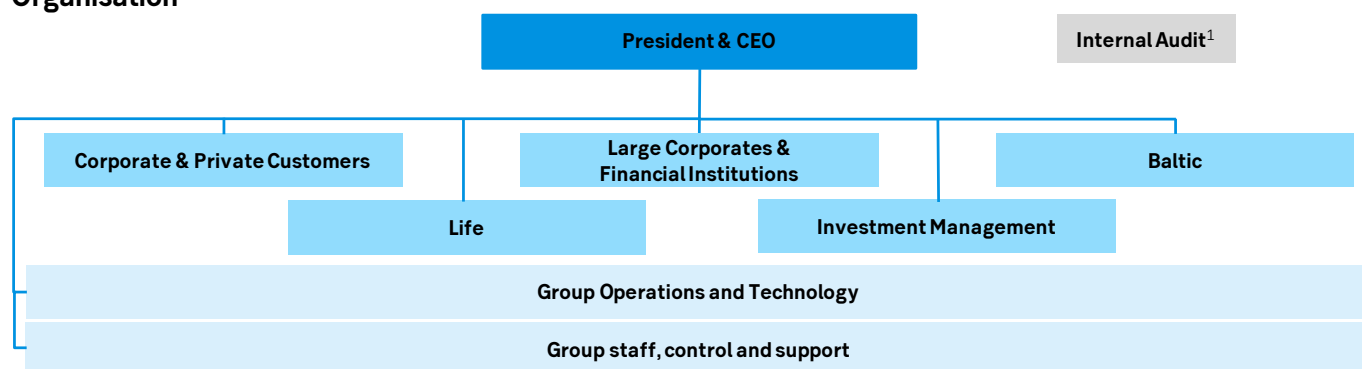 Organisation
President & CEO
Internal Audit¹
Corporate & Private Customers
Large Corporates &
Financial Institutions
Baltic
Life
Investment Management
Group Operations and Technology
Group staff, control and support